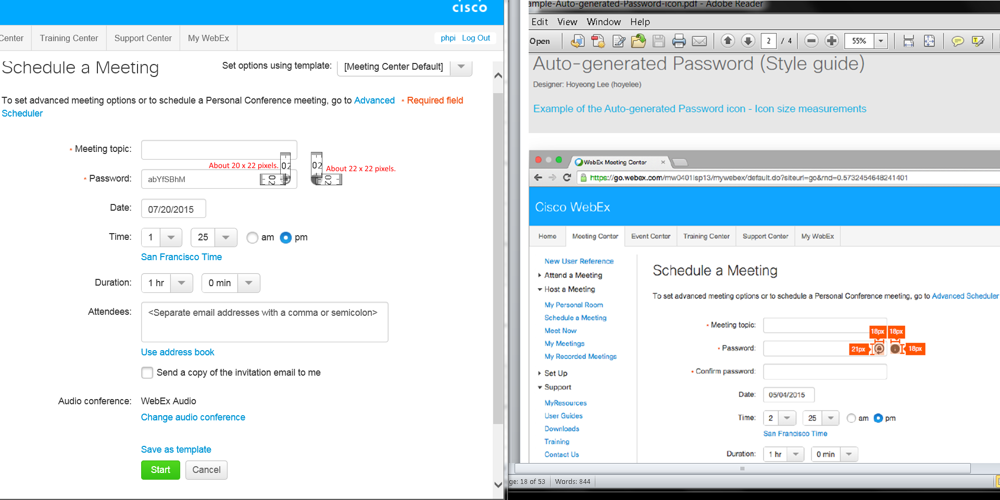 cisco
Center
Training Center
Support Center
My WebEx
phpi
Log Out
Schedule a Meeting
Set options using template:
[Meeting Center Default]
To set advanced meeting options or to schedule a Personal Conference meeting, go to Advanced
* Required field
Scheduler
* Meeting topic:
About 20 x 22 pixels.
02
02
About 22 x 22 pixels.
* Password:
abYfSBhM
02
02
Date:
07/20/2015
Time:
1
25
am
pm
San Francisco Time
Duration:
1 hr
0 min
Attendees:
<Separate email addresses with a comma or semicolon>
Use address book
Send a copy of the invitation email to me
Audio conference:
WebEx Audio
Change audio conference
Save as template
Start
Cancel
ample-Auto-generated-Password-icon.pdf - Adobe Reader
Edit
View
Window
Help
Open
2
/ 4
55%
Auto-generated Password (Style guide)
Designer: Hoyeong Lee (hoyelee)
Example of the Auto-generated Password icon - Icon size measurements
WebEx Meeting Center
https://go.webex.com/mw0401lsp13/mywebex/default.do?siteurl=go&rnd=0.5732454648241401
Cisco WebEx
Home
Meeting Center
Event Center
Training Center
Support Center
My WebEx
New User Reference
Attend a Meeting
Host a Meeting
My Personal Room
Schedule a Meeting
Meet Now
My Meetings
My Recorded Meetings
Set Up
Support
MyResources
User Guides
Downloads
Training
Contact Us
Schedule a Meeting
To set advanced meeting options or to schedule a Personal Conference meeting, go to Advanced Scheduler
* Meeting topic:
18px
18px
* Password:
21px
18px
* Confirm password:
Date:
05/04/2015
Time:
2
25
am
pm
San Francisco Time
Duration:
1 hr
0 min
ge: 18 of 53
Words: 844